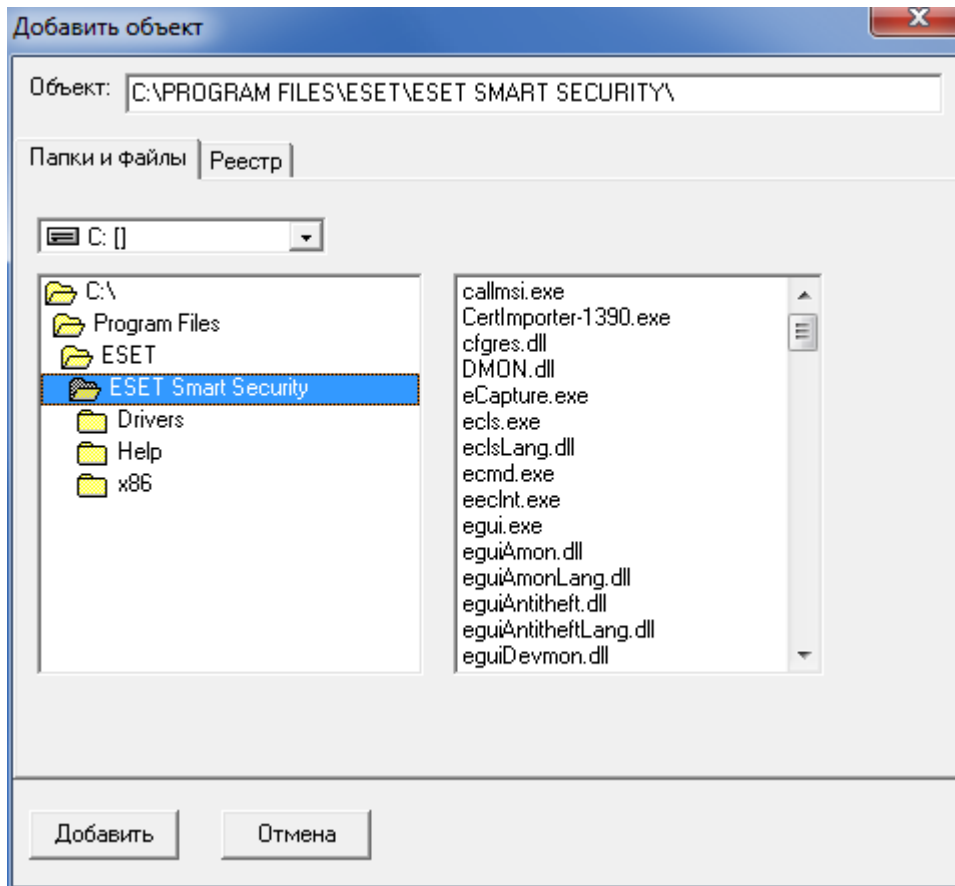 Добавить объект
Объект: C:\PROGRAM FILES\ESET\ESET SMART SECURITY\
Папки и файлы Реестр
C: []
C:\
Program Files
ESET
ESET Smart Security
Drivers
Help
x86
callmsi.exe
CertImporter-1390.exe
cfgres.dll
DMON.dll
eCapture.exe
ecls.exe
eclsLang.dll
ecmd.exe
eeclnt.exe
egui.exe
eguiAmon.dll
eguiAmonLang.dll
eguiAntitheft.dll
eguiAntitheftLang.dll
eguiDevmon.dll
Добавить Отмена